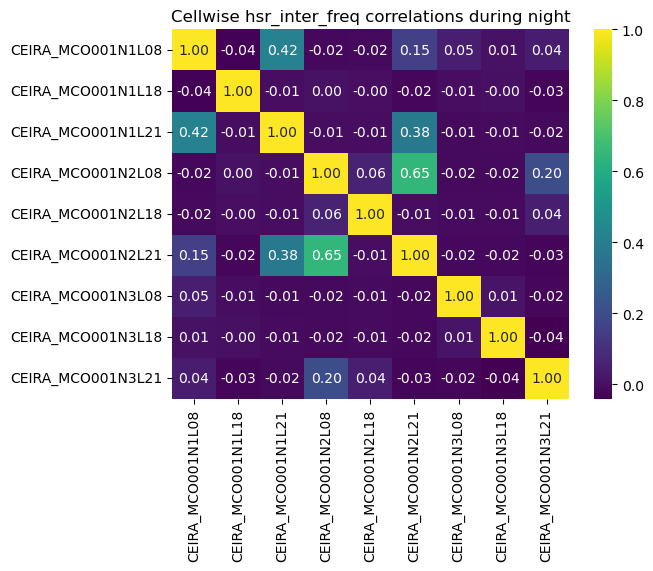 Cellwise hsr_inter_freq correlations during night
CEIRA_MCO001N1L08 1.00 -0.04 0.42 -0.02 -0.02 0.15 0.05 0.01 0.04
CEIRA_MCO001N1L18 -0.04 1.00 -0.01 0.00 -0.00 -0.02 -0.01 -0.00 -0.03
CEIRA_MCO001N1L21 0.42 -0.01 1.00 -0.01 -0.01 0.38 -0.01 -0.01 -0.02
CEIRA_MCO001N2L08 -0.02 0.00 -0.01 1.00 0.06 0.65 -0.02 -0.02 0.20
CEIRA_MCO001N2L18 -0.02 -0.00 -0.01 0.06 1.00 -0.01 -0.01 -0.01 0.04
CEIRA_MCO001N2L21 0.15 -0.02 0.38 0.65 -0.01 1.00 -0.02 -0.02 -0.03
CEIRA_MCO001N3L08 0.05 -0.01 -0.01 -0.02 -0.01 -0.02 1.00 0.01 -0.02
CEIRA_MCO001N3L18 0.01 -0.00 -0.01 -0.02 -0.01 -0.02 0.01 1.00 -0.04
CEIRA_MCO001N3L21 0.04 -0.03 -0.02 0.20 0.04 -0.03 -0.02 -0.04 1.00
CEIRA_MCO001N1L08
CEIRA_MCO001N1L18
CEIRA_MCO001N1L21
CEIRA_MCO001N2L08
CEIRA_MCO001N2L18
CEIRA_MCO001N2L21
CEIRA_MCO001N3L08
CEIRA_MCO001N3L18
CEIRA_MCO001N3L21
1.0
0.8
0.6
0.4
0.2
0.0